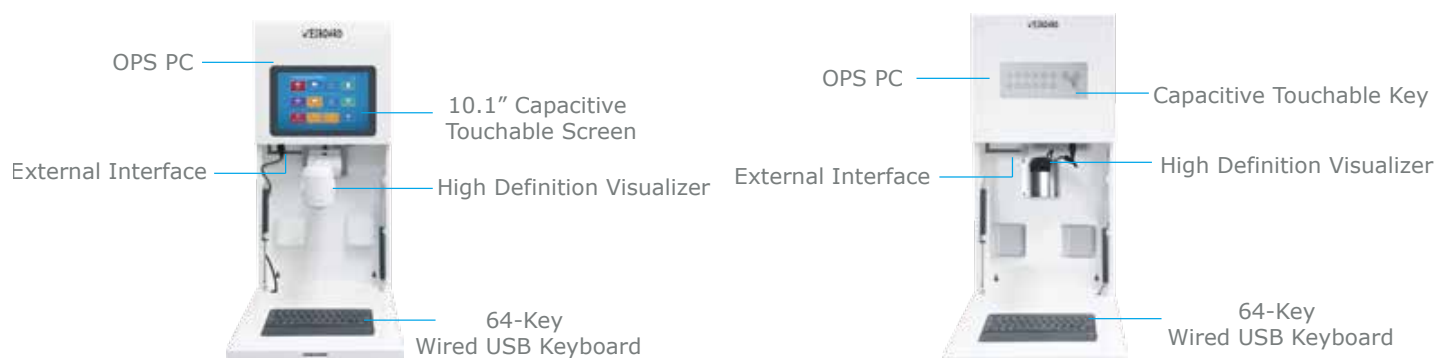 OPS PC
10.1″ Capacitive
Touchable Screen
External Interface
High Definition Visualizer
64-Key
Wired USB Keyboard
OPS PC
Capacitive Touchable Key
External Interface
High Definition Visualizer
64-Key
Wired USB Keyboard